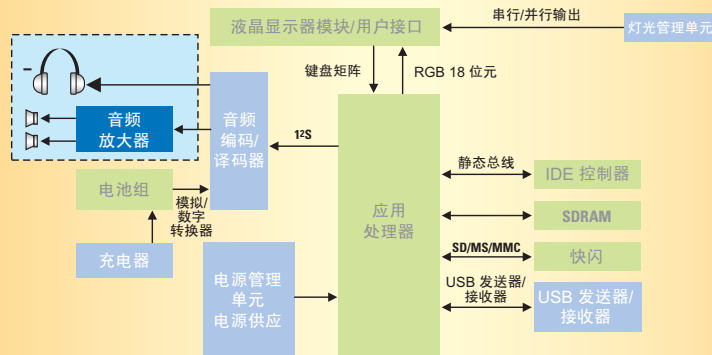 串行/并行输出
液晶显示器模块/用户接口
灯光管理单元
键盘矩阵
RGB 18 位元
音频
放大器
音频
编码/
译码器
I²S
静态总线
IDE 控制器
电池组
模拟/
数字
转换器
应用
处理器
SDRAM
充电器
SD/MS/MMC
快闪
电源管理
单元
电源供应
USB 发送器/
接收器
USB 发送器/
接收器